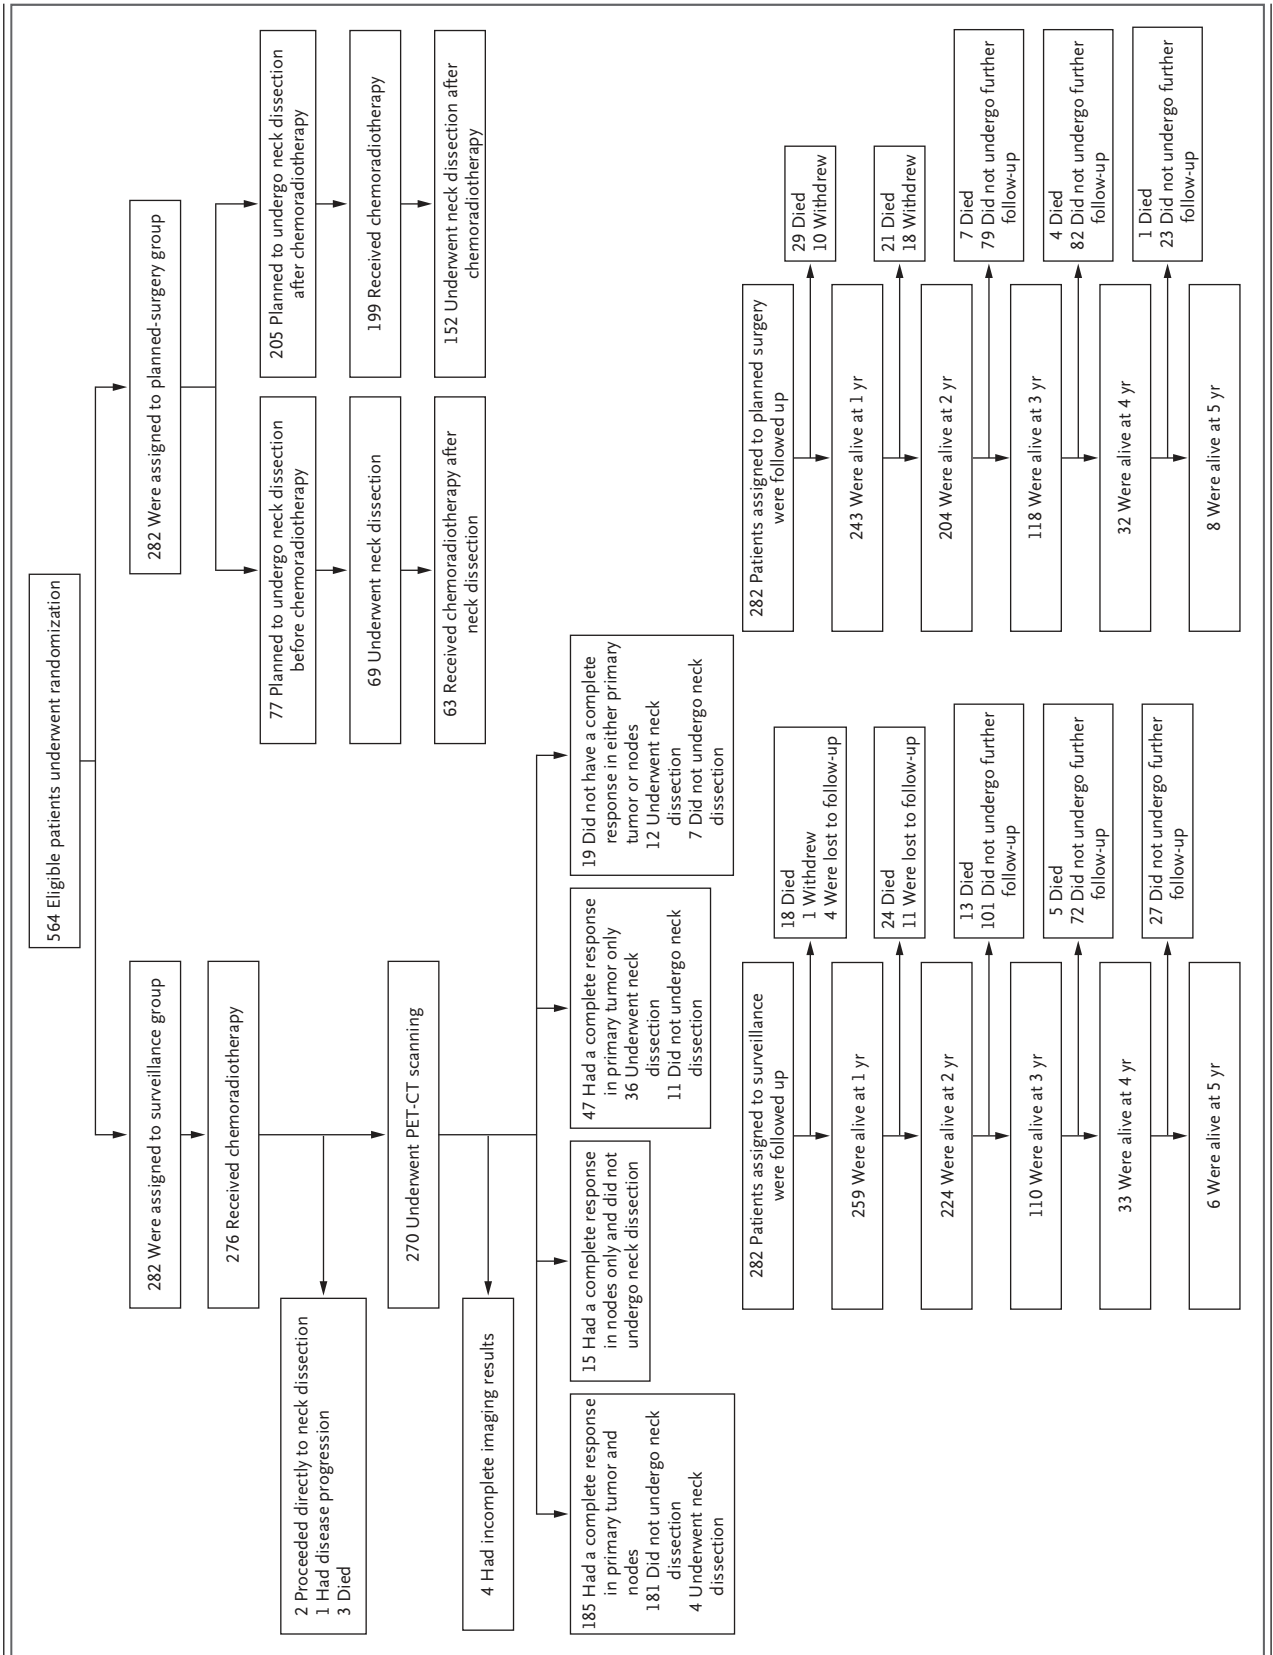 564 Eligible patients underwent randomization
282 Were assigned to surveillance group
282 Were assigned to planned-surgery group
276 Received chemoradiotherapy
2 Proceeded directly to neck dissection
1 Had disease progression
3 Died
270 Underwent PET-CT scanning
4 Had incomplete imaging results
185 Had a complete response
in primary tumor and
nodes
181 Did not undergo neck
dissection
4 Underwent neck
dissection
15 Had a complete response
in nodes only and did not
undergo neck dissection
47 Had a complete response
in primary tumor only
36 Underwent neck
dissection
11 Did not undergo neck
dissection
19 Did not have a complete
response in either primary
tumor or nodes
12 Underwent neck
dissection
7 Did not undergo neck
dissection
77 Planned to undergo neck dissection
before chemoradiotherapy
69 Underwent neck dissection
63 Received chemoradiotherapy after
neck dissection
205 Planned to undergo neck dissection
after chemoradiotherapy
199 Received chemoradiotherapy
152 Underwent neck dissection after
chemoradiotherapy
282 Patients assigned to surveillance
were followed up
18 Died
1 Withdrew
4 Were lost to follow-up
259 Were alive at 1 yr
24 Died
11 Were lost to follow-up
224 Were alive at 2 yr
13 Died
101 Did not undergo further
follow-up
110 Were alive at 3 yr
5 Died
72 Did not undergo further
follow-up
33 Were alive at 4 yr
27 Did not undergo further
follow-up
6 Were alive at 5 yr
282 Patients assigned to planned surgery
were followed up
29 Died
10 Withdrew
243 Were alive at 1 yr
21 Died
18 Withdrew
204 Were alive at 2 yr
7 Died
79 Did not undergo further
follow-up
118 Were alive at 3 yr
4 Died
82 Did not undergo further
follow-up
32 Were alive at 4 yr
1 Died
23 Did not undergo further
follow-up
8 Were alive at 5 yr